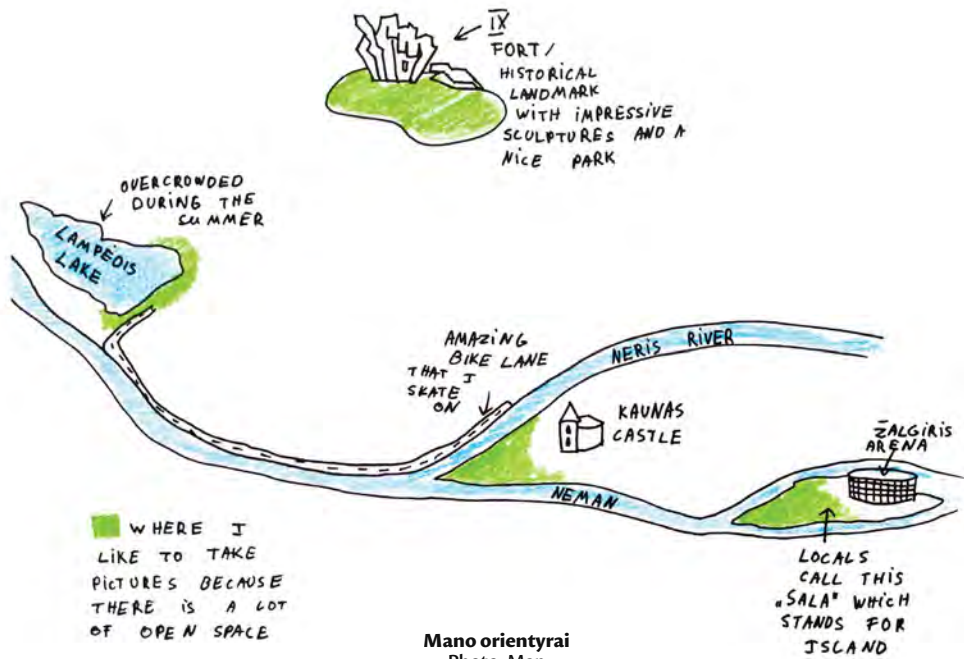 IX
FORT/
HISTORICAL
LANDMARK
WITH IMPRESSIVE
SCULPTURES AND A
NICE PARK
OVERCROWDED
DURING THE
SUMMER
LAMPĖDIS
LAKE
AMAZING
BIKE LANE
THAT I
SKATE
ON
NERIS RIVER
KAUNAS
CASTLE
ŽALGIRIS
ARENA
NEMAN
WHERE I
LIKE TO TAKE
PICTURES BECAUSE
THERE IS A LOT
OF OPEN SPACE
LOCALS
CALL THIS
„SALA" WHICH
STANDS FOR
ISLAND
Mano orientyrai